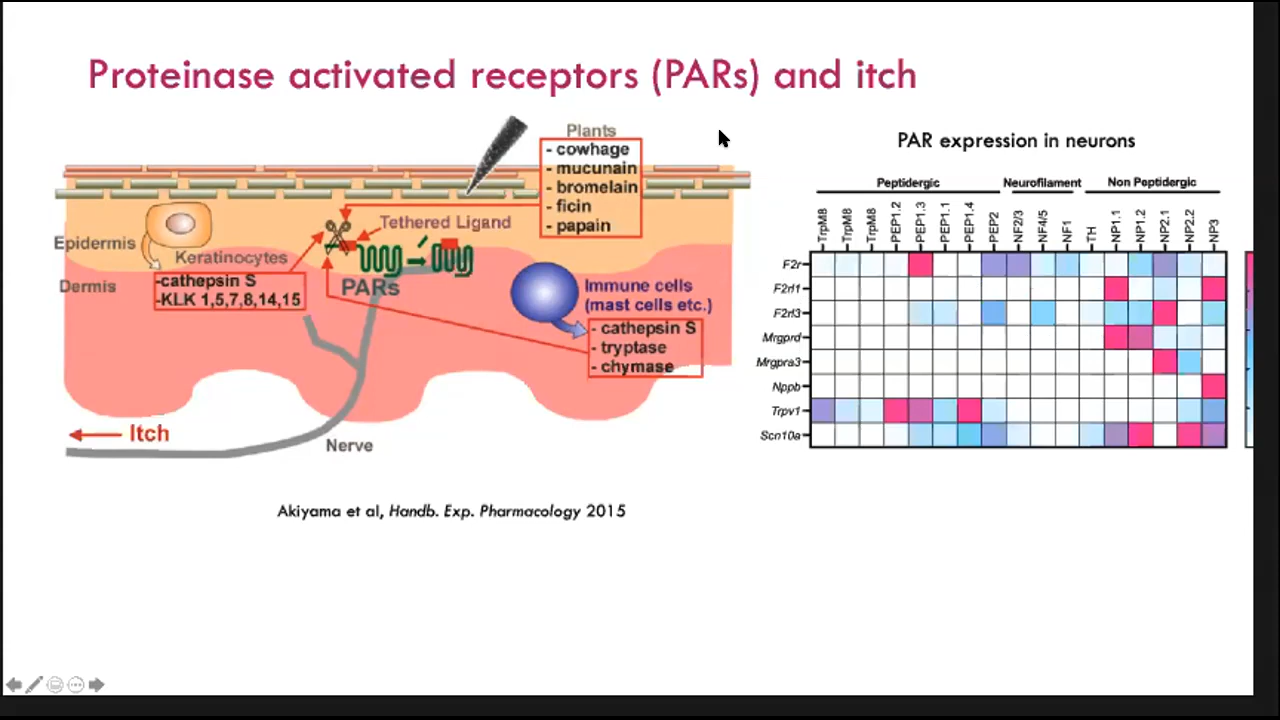 Proteinase activated receptors (PARs) and itch
Plants
- cowhage
- mucunain
- bromelain
- ficin
- papain
Tethered Ligand
Epidermis
Keratinocytes
-cathepsin S
-KLK 1,5,7,8,14,15
Dermis
PARs
Immune cells
(mast cells etc.)
- cathepsin S
- tryptase
- chymase
Itch
Nerve
Akiyama et al, Handb. Exp. Pharmacology 2015
PAR expression in neurons
Peptidergic Neurofilament Non Peptidergic
TrpM8 TrpM8 TrpM8 PEP1.2 PEP1.3 PEP1.1 PEP1.4 PEP2 NF2/3 NF4/5 NF1 TH NP1.1 NP1.2 NP2.1 NP2.2 NP3
F2r
F2rl1
F2rl3
Mrgprd
Mrgpra3
Nppb
Trpv1
Scn10a